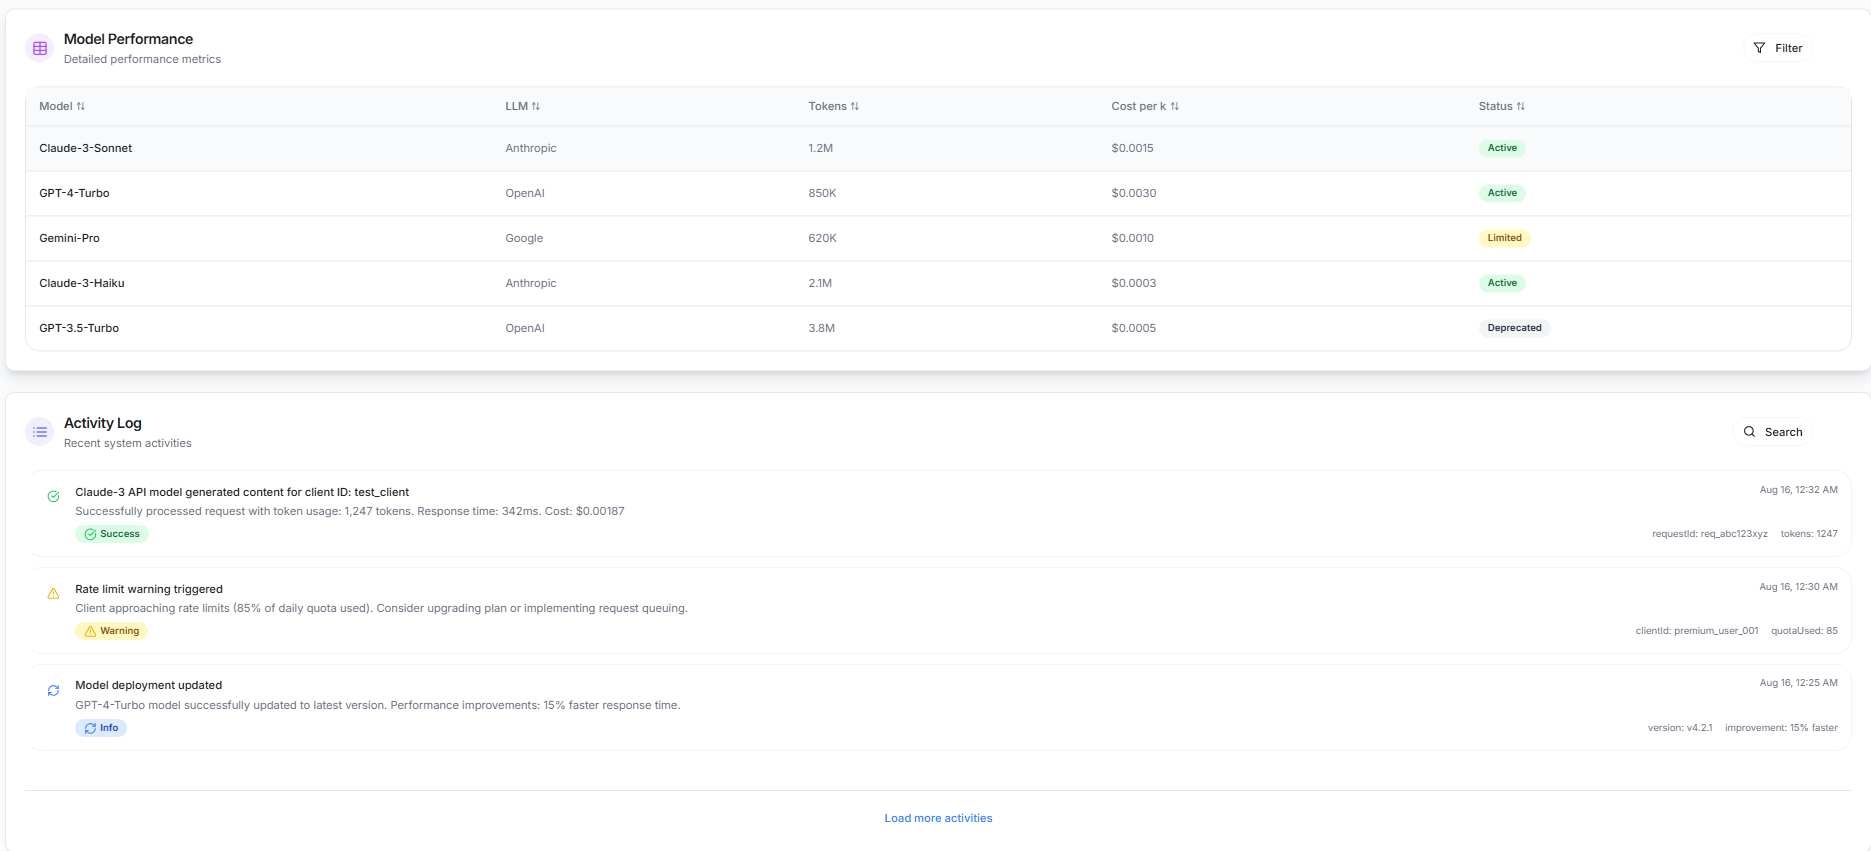 Model Performance
Detailed performance metrics
Filter
Model LLM Tokens Cost per k Status
Claude-3-Sonnet Anthropic 1.2M $0.0015 Active
GPT-4-Turbo OpenAI 850K $0.0030 Active
Gemini-Pro Google 620K $0.0010 Limited
Claude-3-Haiku Anthropic 2.1M $0.0003 Active
GPT-3.5-Turbo OpenAI 3.8M $0.0005 Deprecated
Activity Log
Recent system activities
Search
Claude-3 API model generated content for client ID: test_client
Aug 16, 12:32 AM
Successfully processed request with token usage: 1,247 tokens. Response time: 342ms. Cost: $0.00187
Success
requestId: req_abc123xyz tokens: 1247
Rate limit warning triggered
Aug 16, 12:30 AM
Client approaching rate limits (85% of daily quota used). Consider upgrading plan or implementing request queuing.
Warning
clientId: premium_user_001 quotaUsed: 85
Model deployment updated
Aug 16, 12:25 AM
GPT-4-Turbo model successfully updated to latest version. Performance improvements: 15% faster response time.
Info
version: v4.2.1 improvement: 15% faster
Load more activities